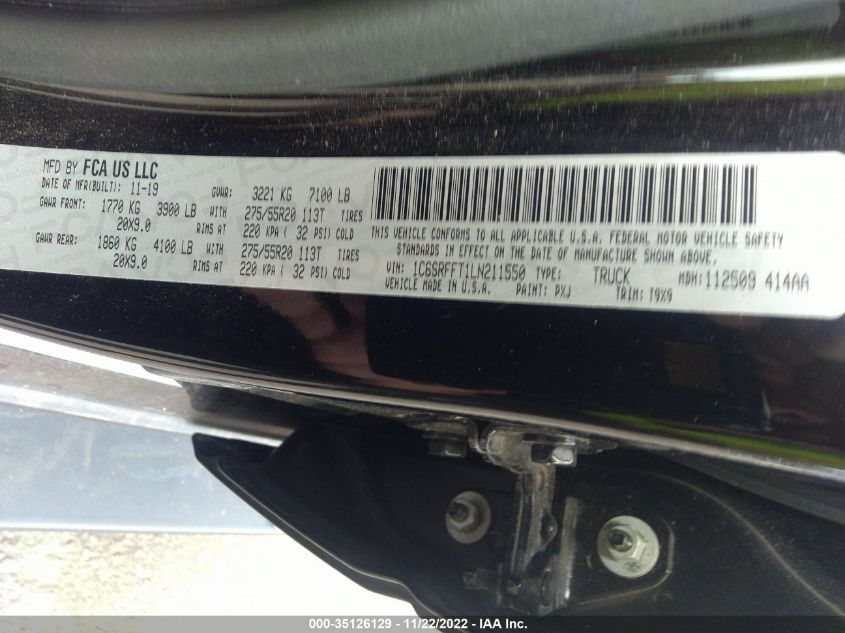 MFD BY FCA US LLC
DATE OF MFR(BUILT): 11-19 GVWR: 3221 KG 7100 LB
GAWR FRONT: 1770 KG 3900 LB WITH 275/55R20 113T TIRES
20X9.0 RIMS AT 220 KPA ( 32 PSI) COLD
GAWR REAR: 1860 KG 4100 LB WITH 275/55R20 113T TIRES
20X9.0 RIMS AT 220 KPA ( 32 PSI) COLD
THIS VEHICLE CONFORMS TO ALL APPLICABLE U.S.A. FEDERAL MOTOR VEHICLE SAFETY
STANDARDS IN EFFECT ON THE DATE OF MANUFACTURE SHOWN ABOVE.
VIN: 1C6SRFFT1LN211550 TYPE: TRUCK MDH: 112509 414AA
VEHICLE MADE IN U.S.A. PAINT: PXJ TRIM: T9X9
000-35126129 - 11/22/2022 - IAA Inc.